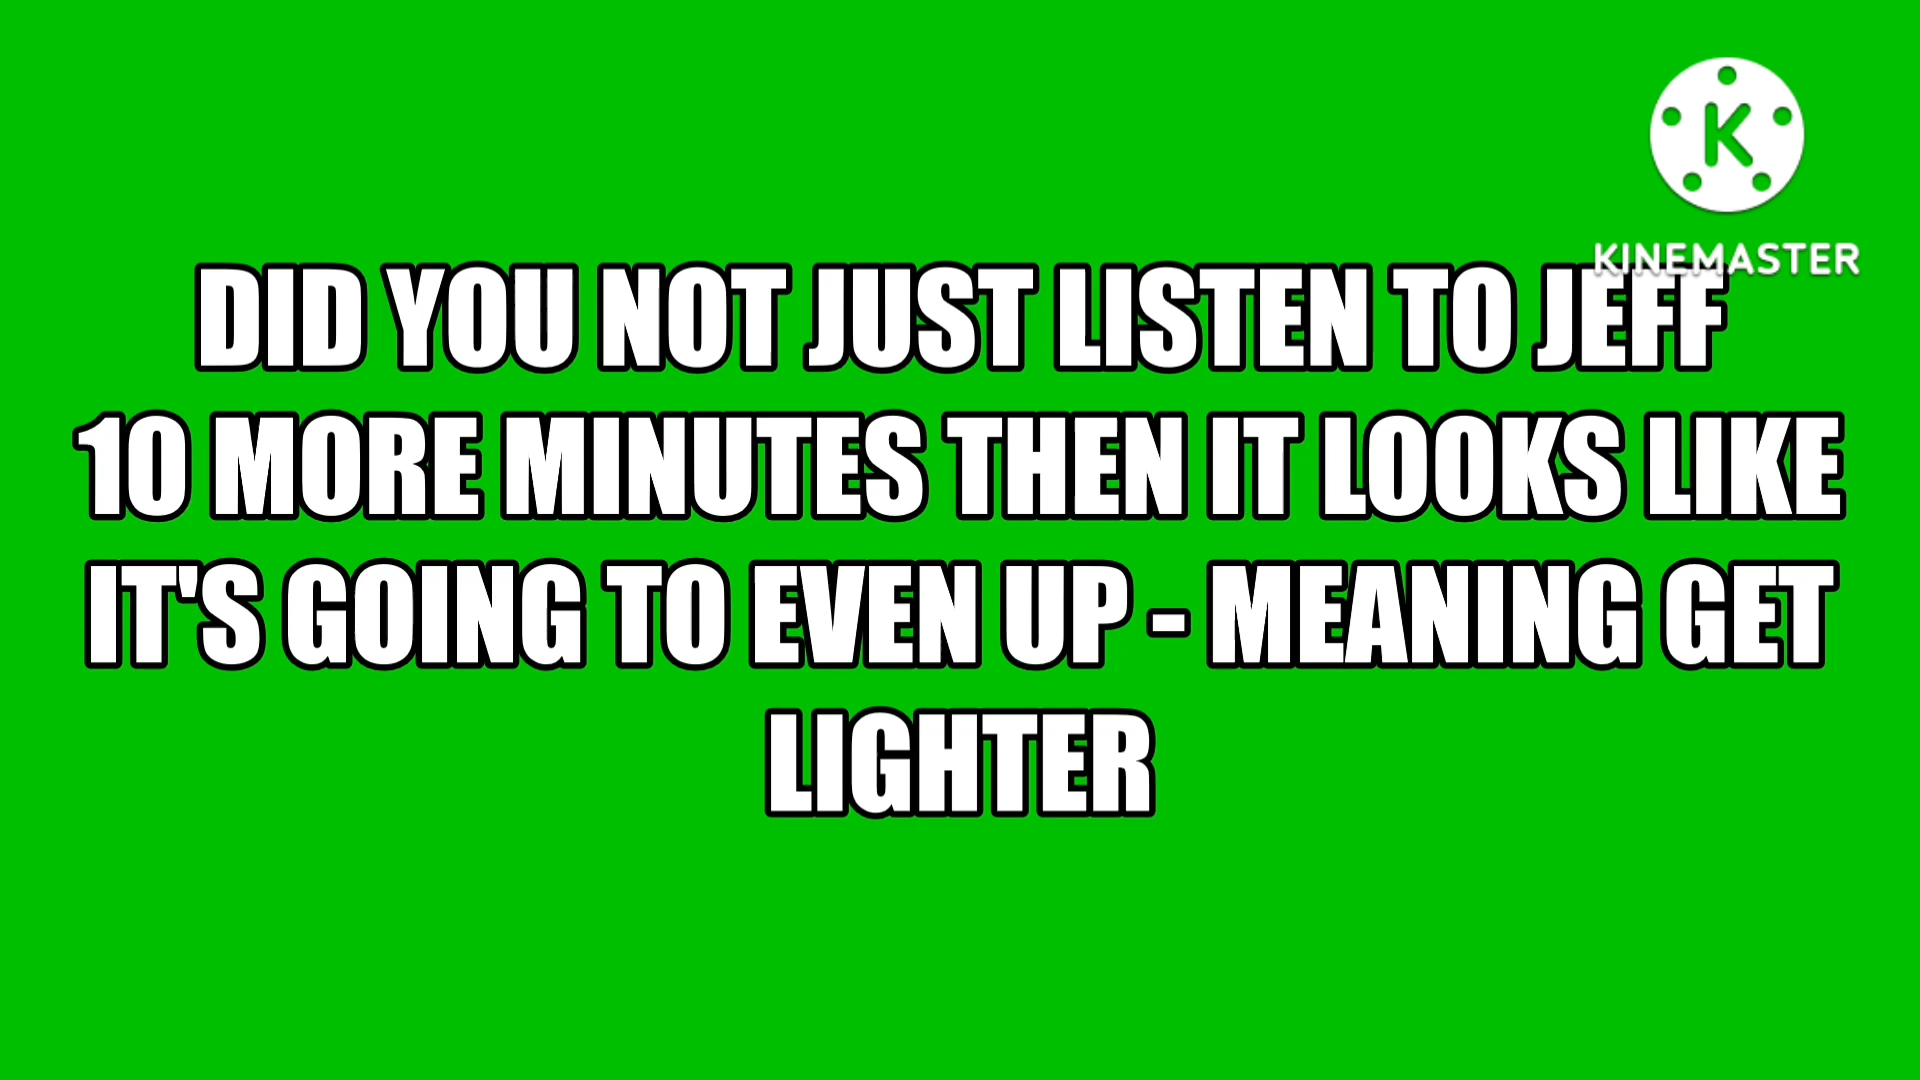 K
KINEMASTER
DID YOU NOT JUST LISTEN TO JEFF
10 MORE MINUTES THEN IT LOOKS LIKE
IT'S GOING TO EVEN UP - MEANING GET
LIGHTER